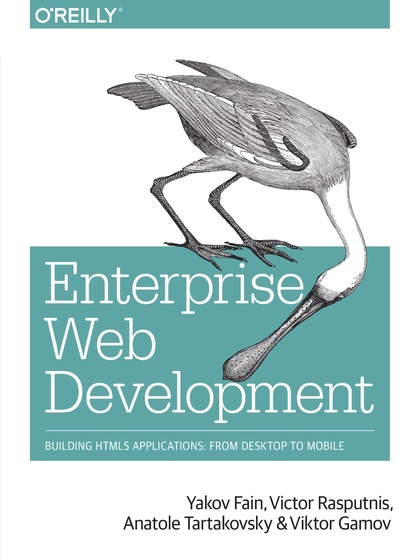 O'REILLY®
Enterprise
Web
Development
BUILDING HTML5 APPLICATIONS: FROM DESKTOP TO MOBILE
Yakov Fain, Victor Rasputnis,
Anatole Tartakovsky & Viktor Gamov